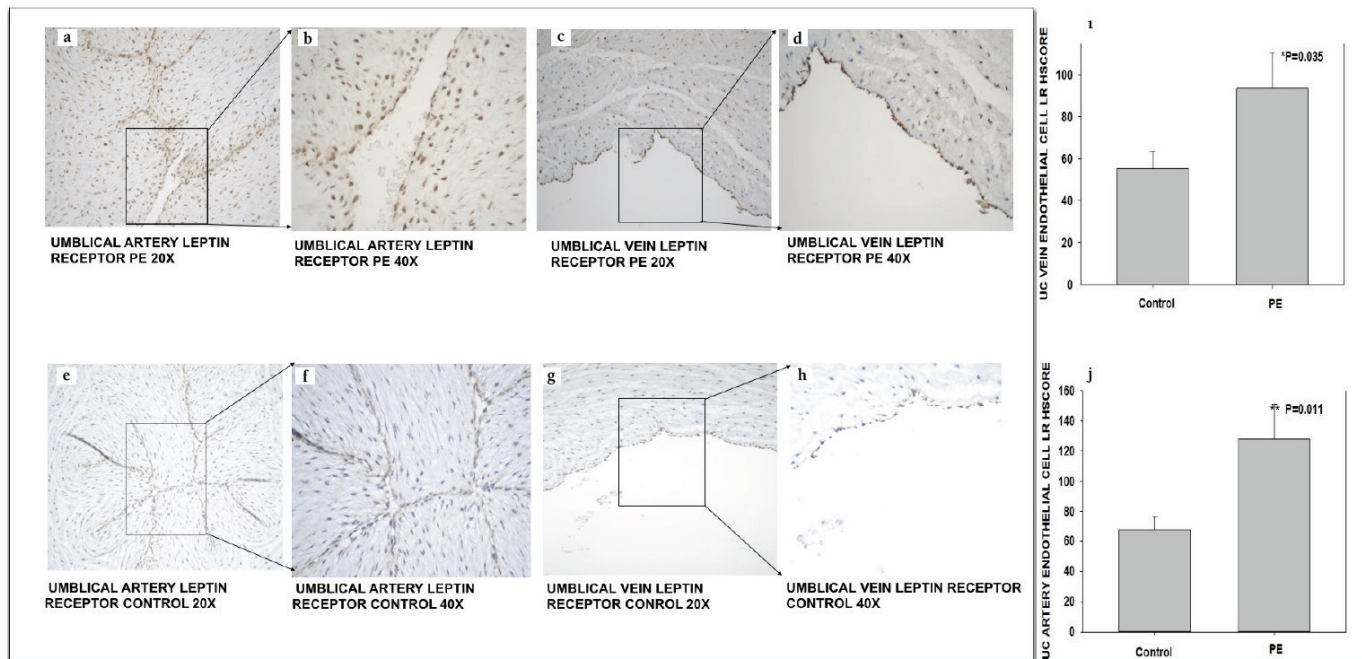 a
b
c
d
UMBLICAL ARTERY LEPTIN
RECEPTOR PE 20X
UMBLICAL ARTERY LEPTIN
RECEPTOR PE 40X
UMBLICAL VEIN LEPTIN
RECEPTOR PE 20X
UMBLICAL VEIN LEPTIN
RECEPTOR PE 40X
e
f
g
h
UMBLICAL ARTERY LEPTIN
RECEPTOR CONTROL 20X
UMBLICAL ARTERY LEPTIN
RECEPTOR CONTROL 40X
UMBLICAL VEIN LEPTIN
RECEPTOR CONROL 20X
UMBLICAL VEIN LEPTIN RECEPTOR
CONTROL 40X
ı
*P=0.035
UC VEIN ENDOTHELIAL CELL LR HSCORE
100
80
60
40
20
0
Control
PE
j
** P=0.011
UC ARTERY ENDOTHELIAL CELL LR HSCORE
160
140
120
100
80
60
40
20
0
Control
PE